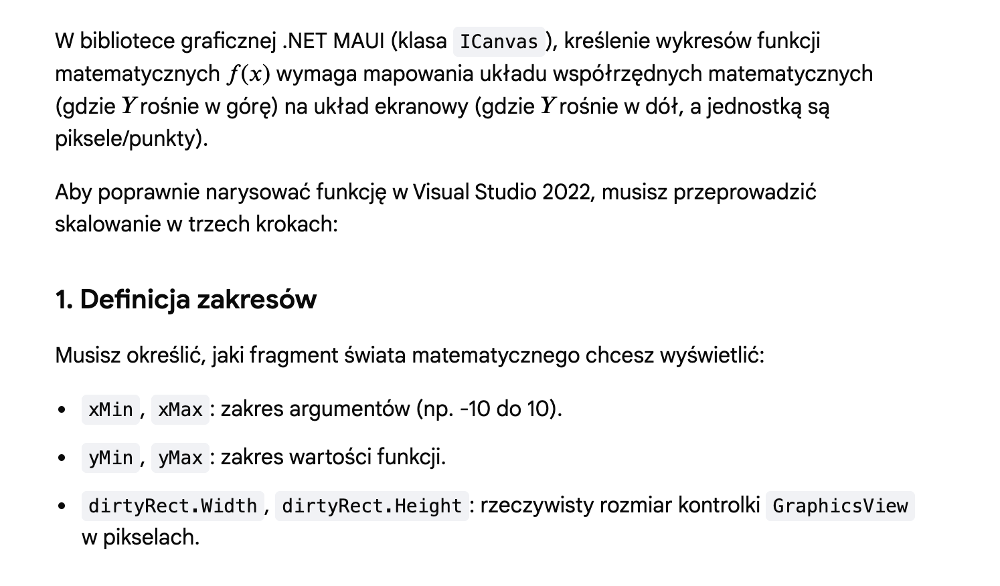 W bibliotece graficznej .NET MAUI (klasa ICanvas), kreślenie wykresów funkcji
matematycznych f(x) wymaga mapowania układu współrzędnych matematycznych
(gdzie Y rośnie w górę) na układ ekranowy (gdzie Y rośnie w dół, a jednostką są
piksele/punkty).
Aby poprawnie narysować funkcję w Visual Studio 2022, musisz przeprowadzić
skalowanie w trzech krokach:
1. Definicja zakresów
Musisz określić, jaki fragment świata matematycznego chcesz wyświetlić:
• xMin, xMax: zakres argumentów (np. -10 do 10).
• yMin, yMax: zakres wartości funkcji.
• dirtyRect.Width, dirtyRect.Height: rzeczywisty rozmiar kontrolki GraphicsView
w pikselach.